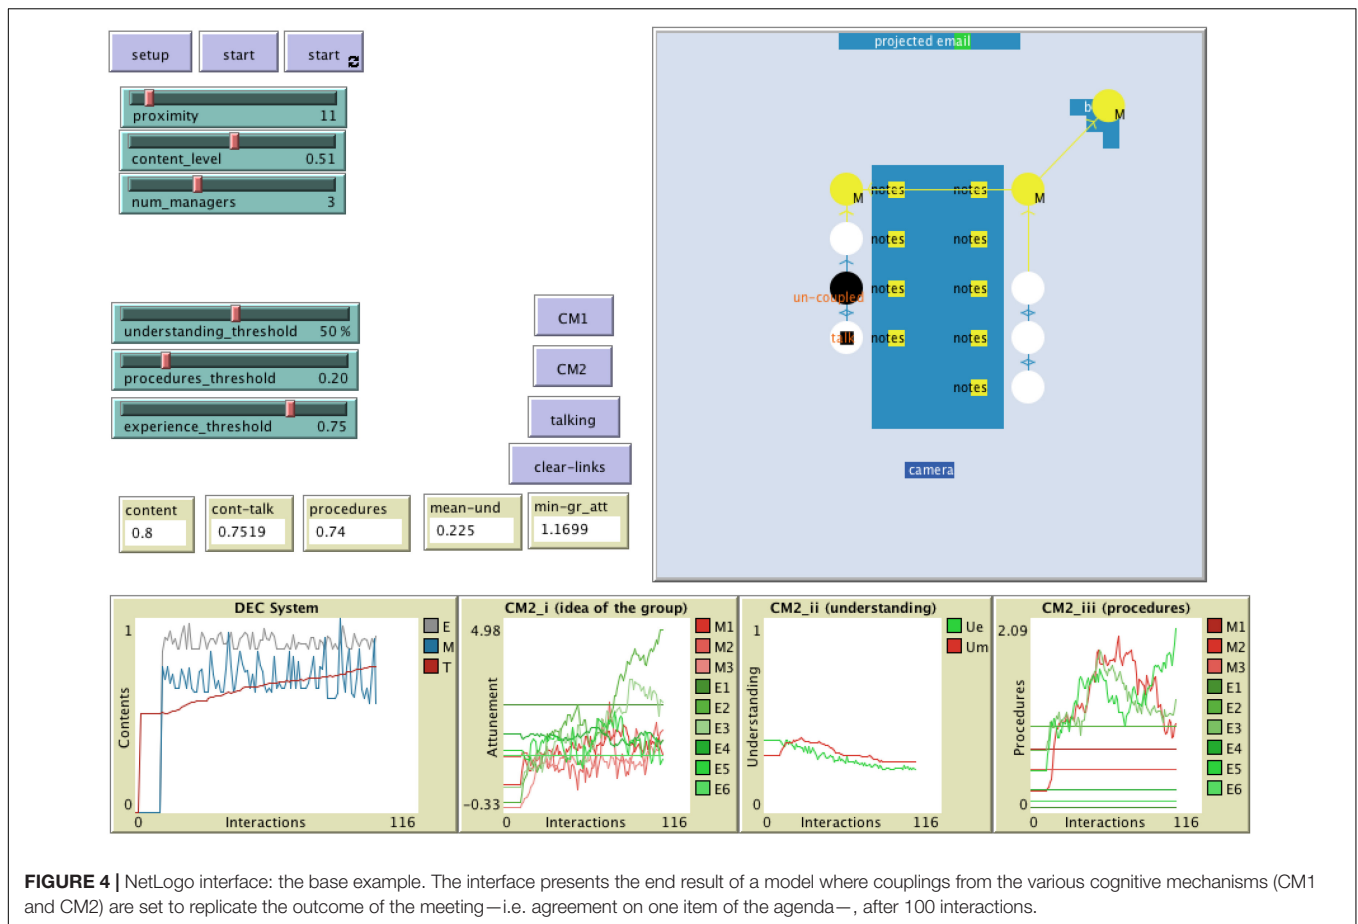 setup
start
start
proximity 11
content_level 0.51
num_managers 3
understanding_threshold 50 %
procedures_threshold 0.20
experience_threshold 0.75
CM1
CM2
talking
clear-links
content
0.8
cont-talk
0.7519
procedures
0.74
mean-und
0.225
min-gr_att
1.1699
projected email
M
M
notes
notes
M
notes
notes
un-coupled
notes
notes
talk
notes
notes
notes
camera
DEC System
1
Contents
0
0
Interactions
116
E
M
T
CM2_i (idea of the group)
4.98
Attunement
-0.33
0
Interactions
116
M1
M2
M3
E1
E2
E3
E4
E5
E6
CM2_ii (understanding)
1
Understanding
0
0
Interactions
116
Ue
Um
CM2_iii (procedures)
2.09
Procedures
0
0
Interactions
116
M1
M2
M3
E1
E2
E3
E4
E5
E6
FIGURE 4 | NetLogo interface: the base example. The interface presents the end result of a model where couplings from the various cognitive mechanisms (CM1
and CM2) are set to replicate the outcome of the meeting—i.e. agreement on one item of the agenda—, after 100 interactions.